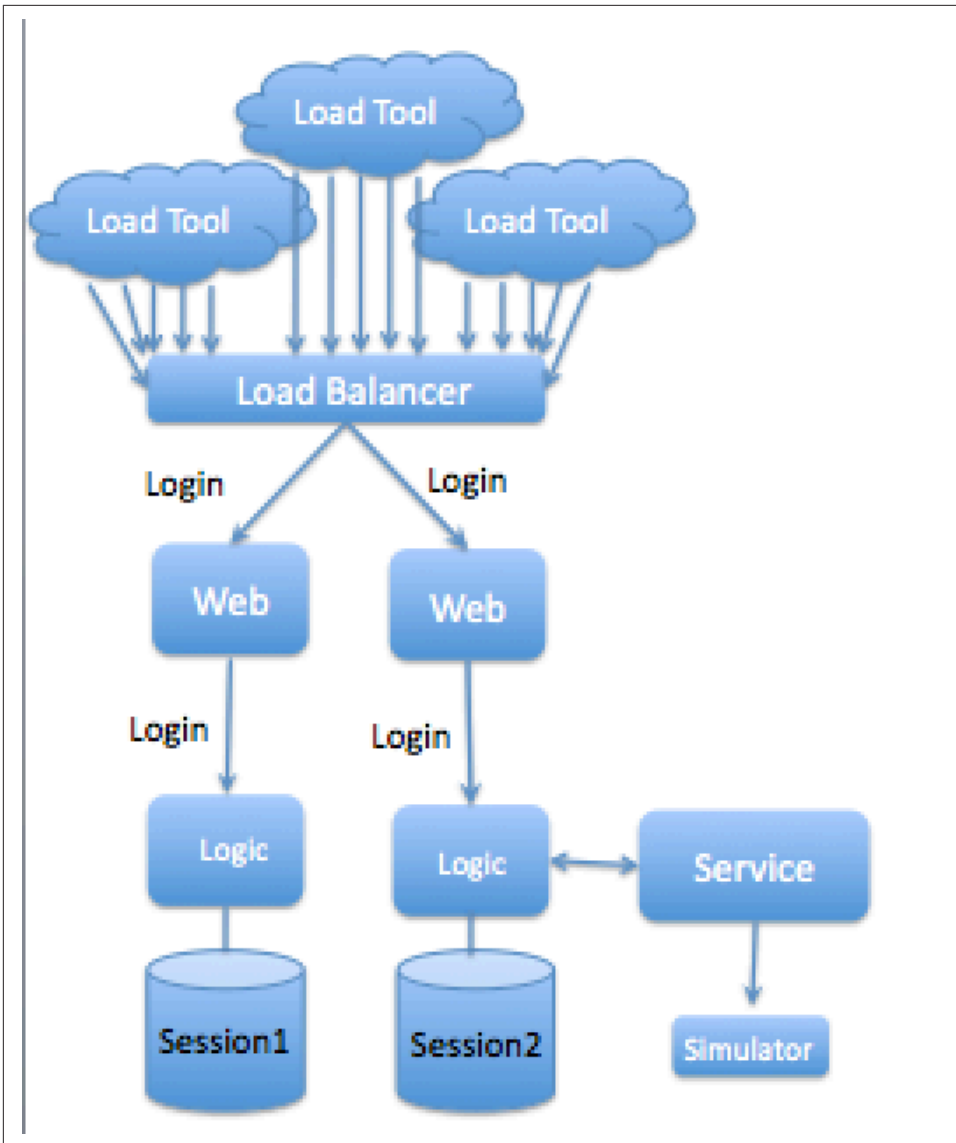 Load Tool
Load Tool
Load Tool
Load Balancer
Login
Login
Web
Web
Login
Login
Logic
Logic
Service
Session1
Session2
Simulator